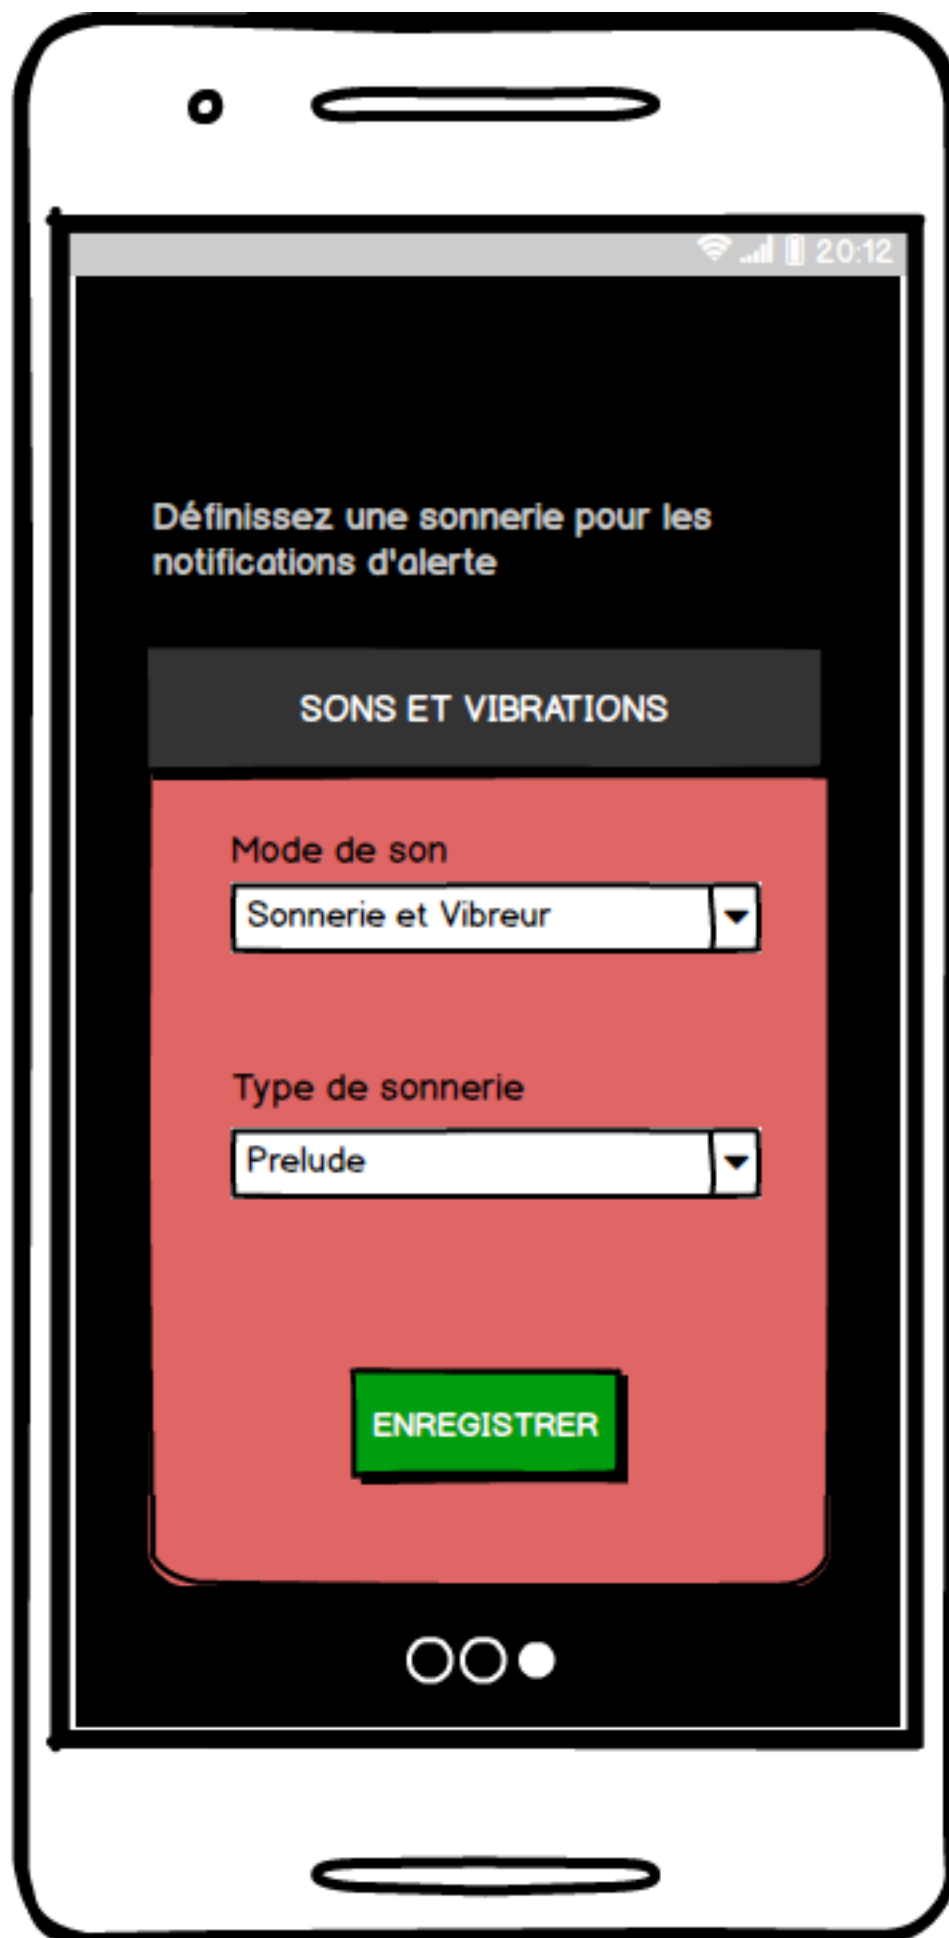 20:12
Définissez une sonnerie pour les
notifications d'alerte
SONS ET VIBRATIONS
Mode de son
Sonnerie et Vibreur
Type de sonnerie
Prelude
ENREGISTRER